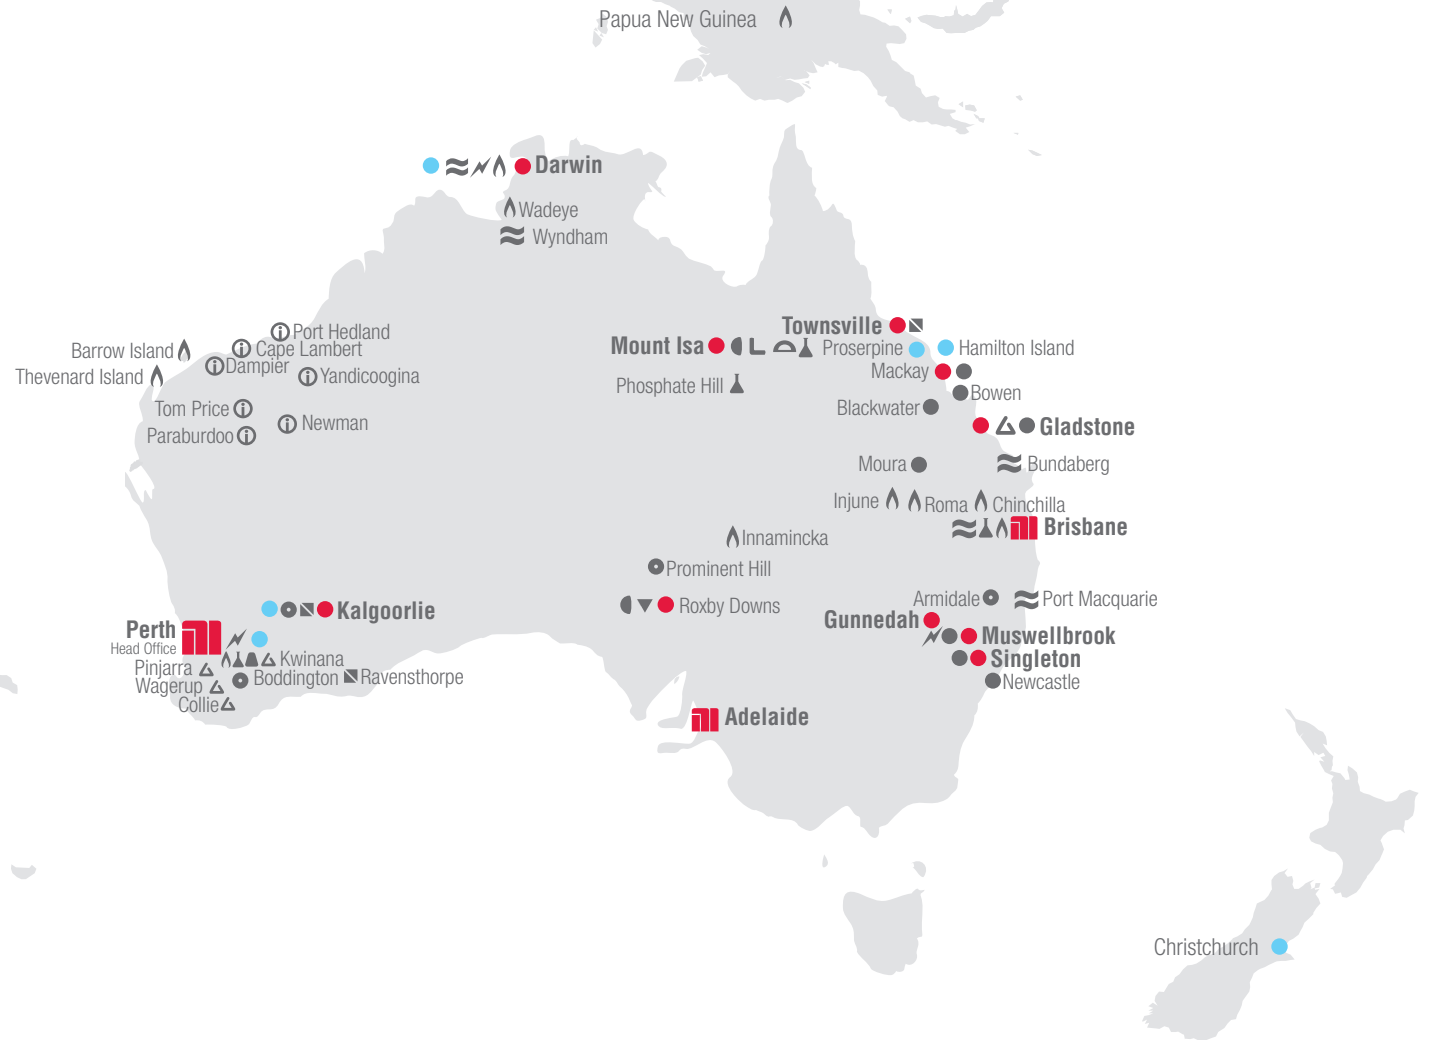 Papua New Guinea
Darwin
Wadeye
Wyndham
Port Hedland
Cape Lambert
Barrow Island
Dampier
Thevenard Island
Yandicoogina
Tom Price
Newman
Paraburdoo
Townsville
Mount Isa
Proserpine
Hamilton Island
Mackay
Phosphate Hill
Bowen
Blackwater
Gladstone
Moura
Bundaberg
Injune
Roma
Chinchilla
Brisbane
Innamincka
Prominent Hill
Roxby Downs
Armidale
Port Macquarie
Gunnedah
Muswellbrook
Singleton
Newcastle
Kalgoorlie
Perth
Head Office
Kwinana
Pinjarra
Boddington
Ravensthorpe
Wagerup
Collie
Adelaide
Christchurch